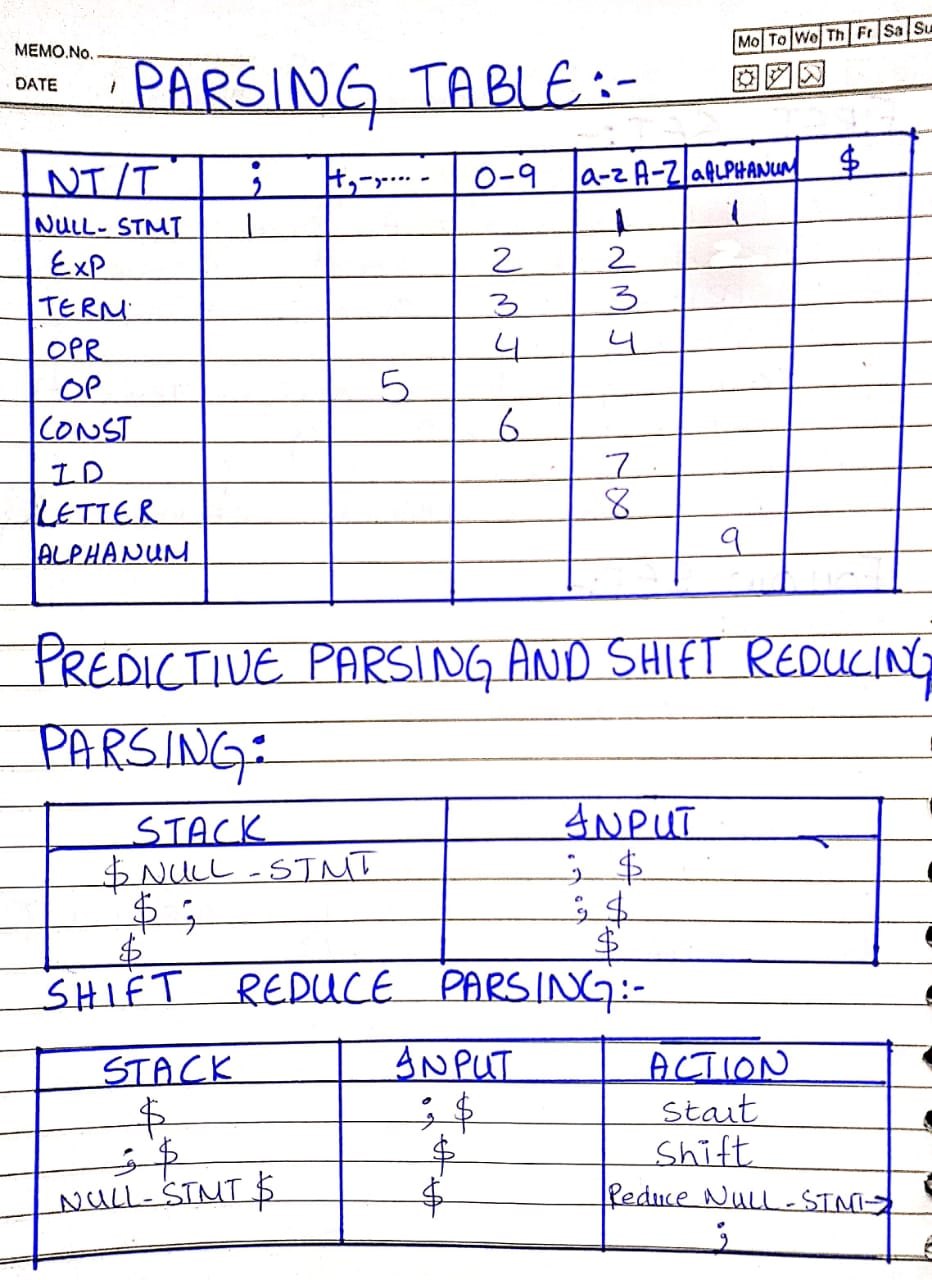 MEMO.No.
Mo To We Th Fr Sa Su
DATE /
PARSING TABLE:-
NT/T ; +,-,.... - 0-9 a-z A-Z aALPHANUM $
NULL-STMT 1 1 1
EXP 2 2
TERM 3 3
OPR 4 4
OP 5
CONST 6
ID 7
LETTER 8
ALPHANUM 9
PREDICTIVE PARSING AND SHIFT REDUCING
PARSING:
STACK INPUT
$ NULL-STMT ; $
$ ; ; $
$ $
SHIFT REDUCE PARSING:-
STACK INPUT ACTION
$ ; $ Start
; $ $ Shift
NULL-STMT $ $ Reduce NULL-STMT→
;